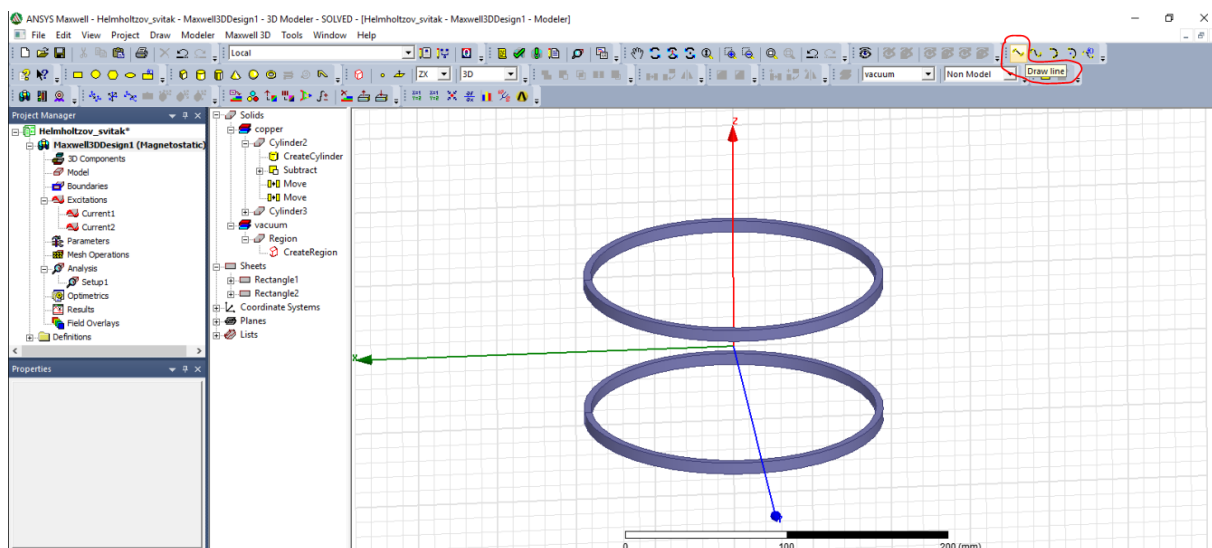 ANSYS Maxwell - Helmholtzov_svitak - Maxwell3DDesign1 - 3D Modeler - SOLVED - [Helmholtzov_svitak - Maxwell3DDesign1 - Modeler]
File Edit View Project Draw Modeler Maxwell 3D Tools Window Help
Local
ZX 3D vacuum Non Model
Draw line
Project Manager
Helmholtzov_svitak*
Maxwell3DDesign1 (Magnetostatic)
3D Components
Model
Boundaries
Excitations
Current1
Current2
Parameters
Mesh Operations
Analysis
Setup1
Optimetrics
Results
Field Overlays
Definitions
Properties
Solids
copper
Cylinder2
CreateCylinder
Subtract
Move
Move
Cylinder3
vacuum
Region
CreateRegion
Sheets
Rectangle1
Rectangle2
Coordinate Systems
Planes
Lists
Z
X
0 100 200 (mm)